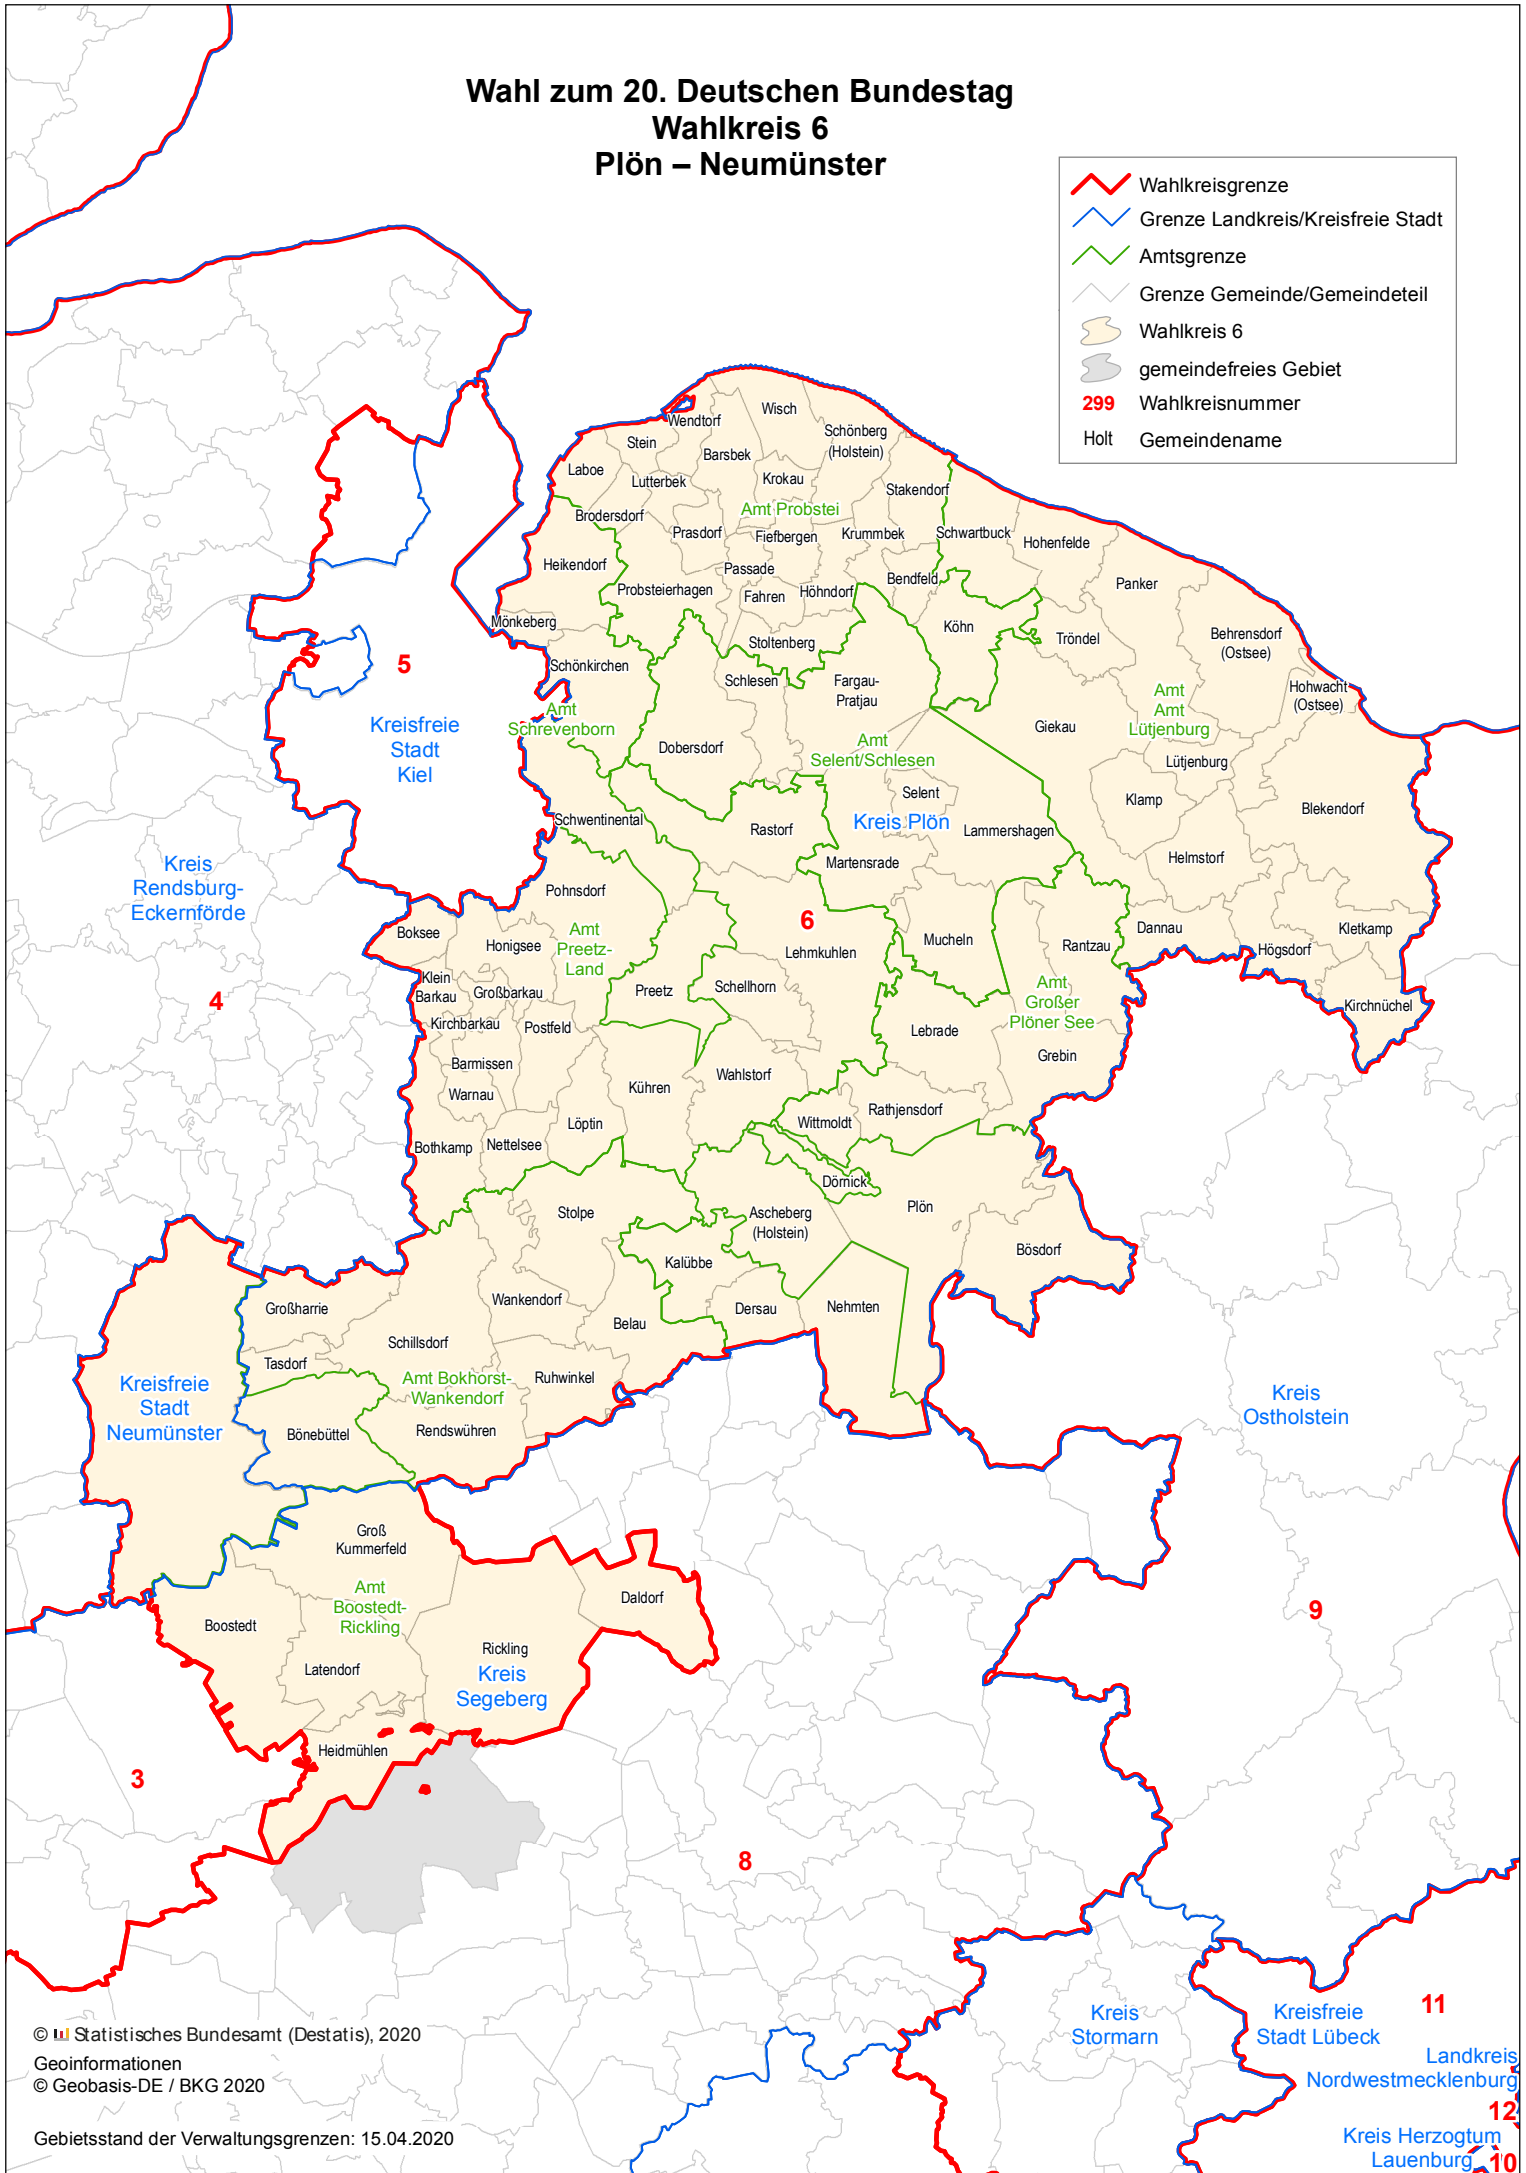 Wahl zum 20. Deutschen Bundestag
Wahlkreis 6
Plön – Neumünster
Wahlkreisgrenze
Grenze Landkreis/Kreisfreie Stadt
Amtsgrenze
Grenze Gemeinde/Gemeindeteil
Wahlkreis 6
gemeindefreies Gebiet
299 Wahlkreisnummer
Holt Gemeindename
Wisch
Wendtorf
Schönberg
(Holstein)
Stein
Barsbek
Laboe
Lutterbek
Krokau
Stakendorf
Amt Probstei
Brodersdorf
Prasdorf
Fiefbergen
Krummbek
Schwartbuck
Hohenfelde
Heikendorf
Passade
Bendfeld
Panker
Probsteierhagen
Fahren
Höhndorf
Mönkeberg
Stoltenberg
Köhn
Tröndel
Behrensdorf
(Ostsee)
Schönkirchen
5
Schlesen
Fargau-
Pratjau
Hohwacht
(Ostsee)
Amt
Schrevenborn
Amt
Amt
Lütjenburg
Kreisfreie
Stadt
Kiel
Dobersdorf
Amt
Selent/Schlesen
Giekau
Lütjenburg
Selent
Klamp
Blekendorf
Schwentinental
Rastorf
Kreis Plön
Lammershagen
Martensrade
Helmstorf
Kreis
Rendsburg-
Eckernförde
Pohnsdorf
6
Boksee
Honigsee
Amt
Preetz-
Land
Lehmkuhlen
Mucheln
Rantzau
Dannau
Högsdorf
Kletkamp
Klein
Barkau
Großbarkau
Preetz
Schellhorn
Amt
Großer
Plöner See
4
Kirchnüchel
Kirchbarkau
Postfeld
Lebrade
Barmissen
Grebin
Warnau
Kühren
Wahlstorf
Löptin
Wittmoldt
Rathjensdorf
Bothkamp
Nettelsee
Dörnick
Stolpe
Ascheberg
(Holstein)
Plön
Kalübbe
Bösdorf
Großharrie
Wankendorf
Dersau
Nehmten
Belau
Schillsdorf
Tasdorf
Ruhwinkel
Amt Bokhorst-
Wankendorf
Kreisfreie
Stadt
Neumünster
Bönebüttel
Rendswühren
Kreis
Ostholstein
Groß
Kummerfeld
Amt
Boostedt-
Rickling
Boostedt
Daldorf
9
Rickling
Latendorf
Kreis
Segeberg
Heidmühlen
3
8
Kreis
Stormarn
Kreisfreie
Stadt Lübeck
11
Landkreis
Nordwestmecklenburg
12
Kreis Herzogtum
Lauenburg
10
© Statistisches Bundesamt (Destatis), 2020
Geoinformationen
© Geobasis-DE / BKG 2020
Gebietsstand der Verwaltungsgrenzen: 15.04.2020